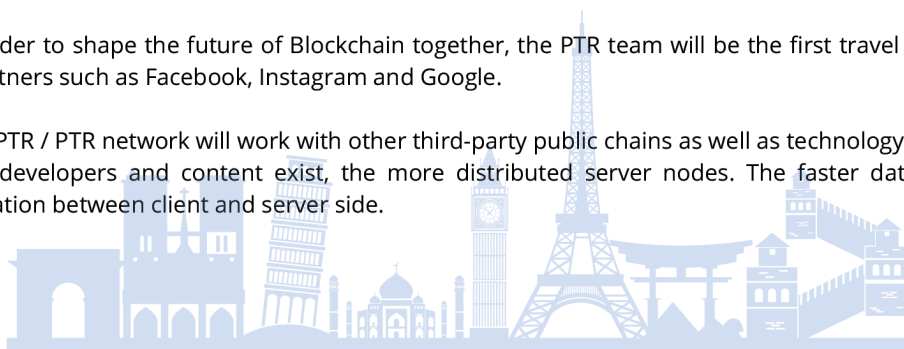 der to shape the future of Blockchain together, the PTR team will be the first travel
tners such as Facebook, Instagram and Google.
PTR / PTR network will work with other third-party public chains as well as technology
developers and content exist, the more distributed server nodes. The faster dat
ation between client and server side.